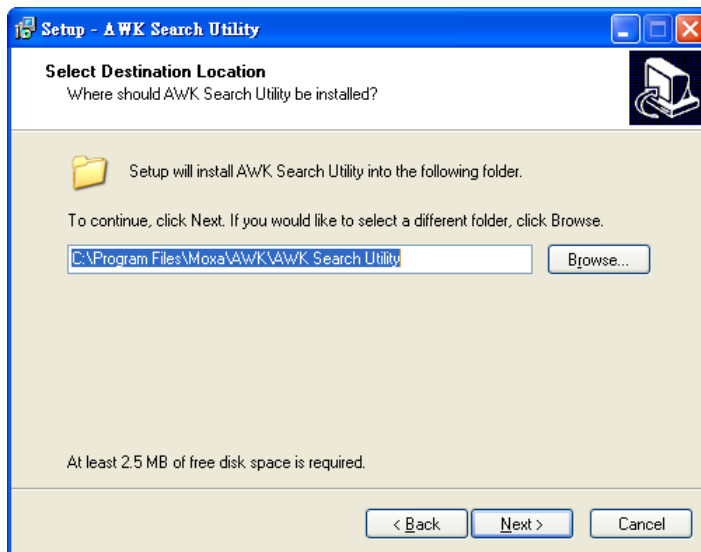 Setup - AWK Search Utility
Select Destination Location
Where should AWK Search Utility be installed?
Setup will install AWK Search Utility into the following folder.
To continue, click Next. If you would like to select a different folder, click Browse.
C:\Program Files\Moxa\AWK\AWK Search Utility
Browse...
At least 2.5 MB of free disk space is required.
< Back
Next >
Cancel